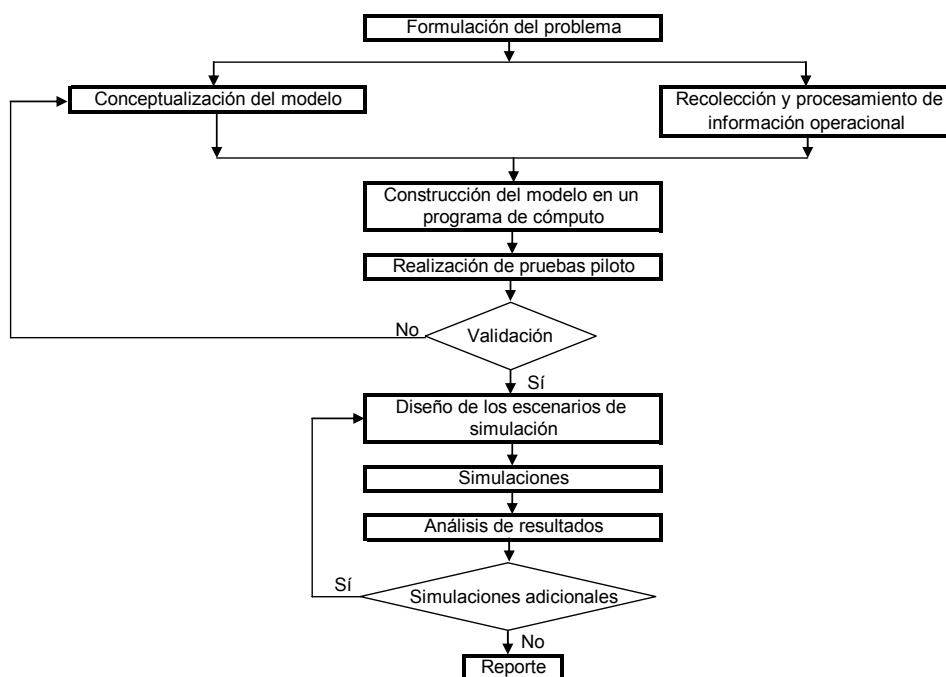 Formulación del problema
Conceptualización del modelo
Recolección y procesamiento de
información operacional
Construcción del modelo en un
programa de cómputo
Realización de pruebas piloto
No
Validación
Sí
Diseño de los escenarios de
simulación
Simulaciones
Análisis de resultados
Sí
Simulaciones adicionales
No
Reporte